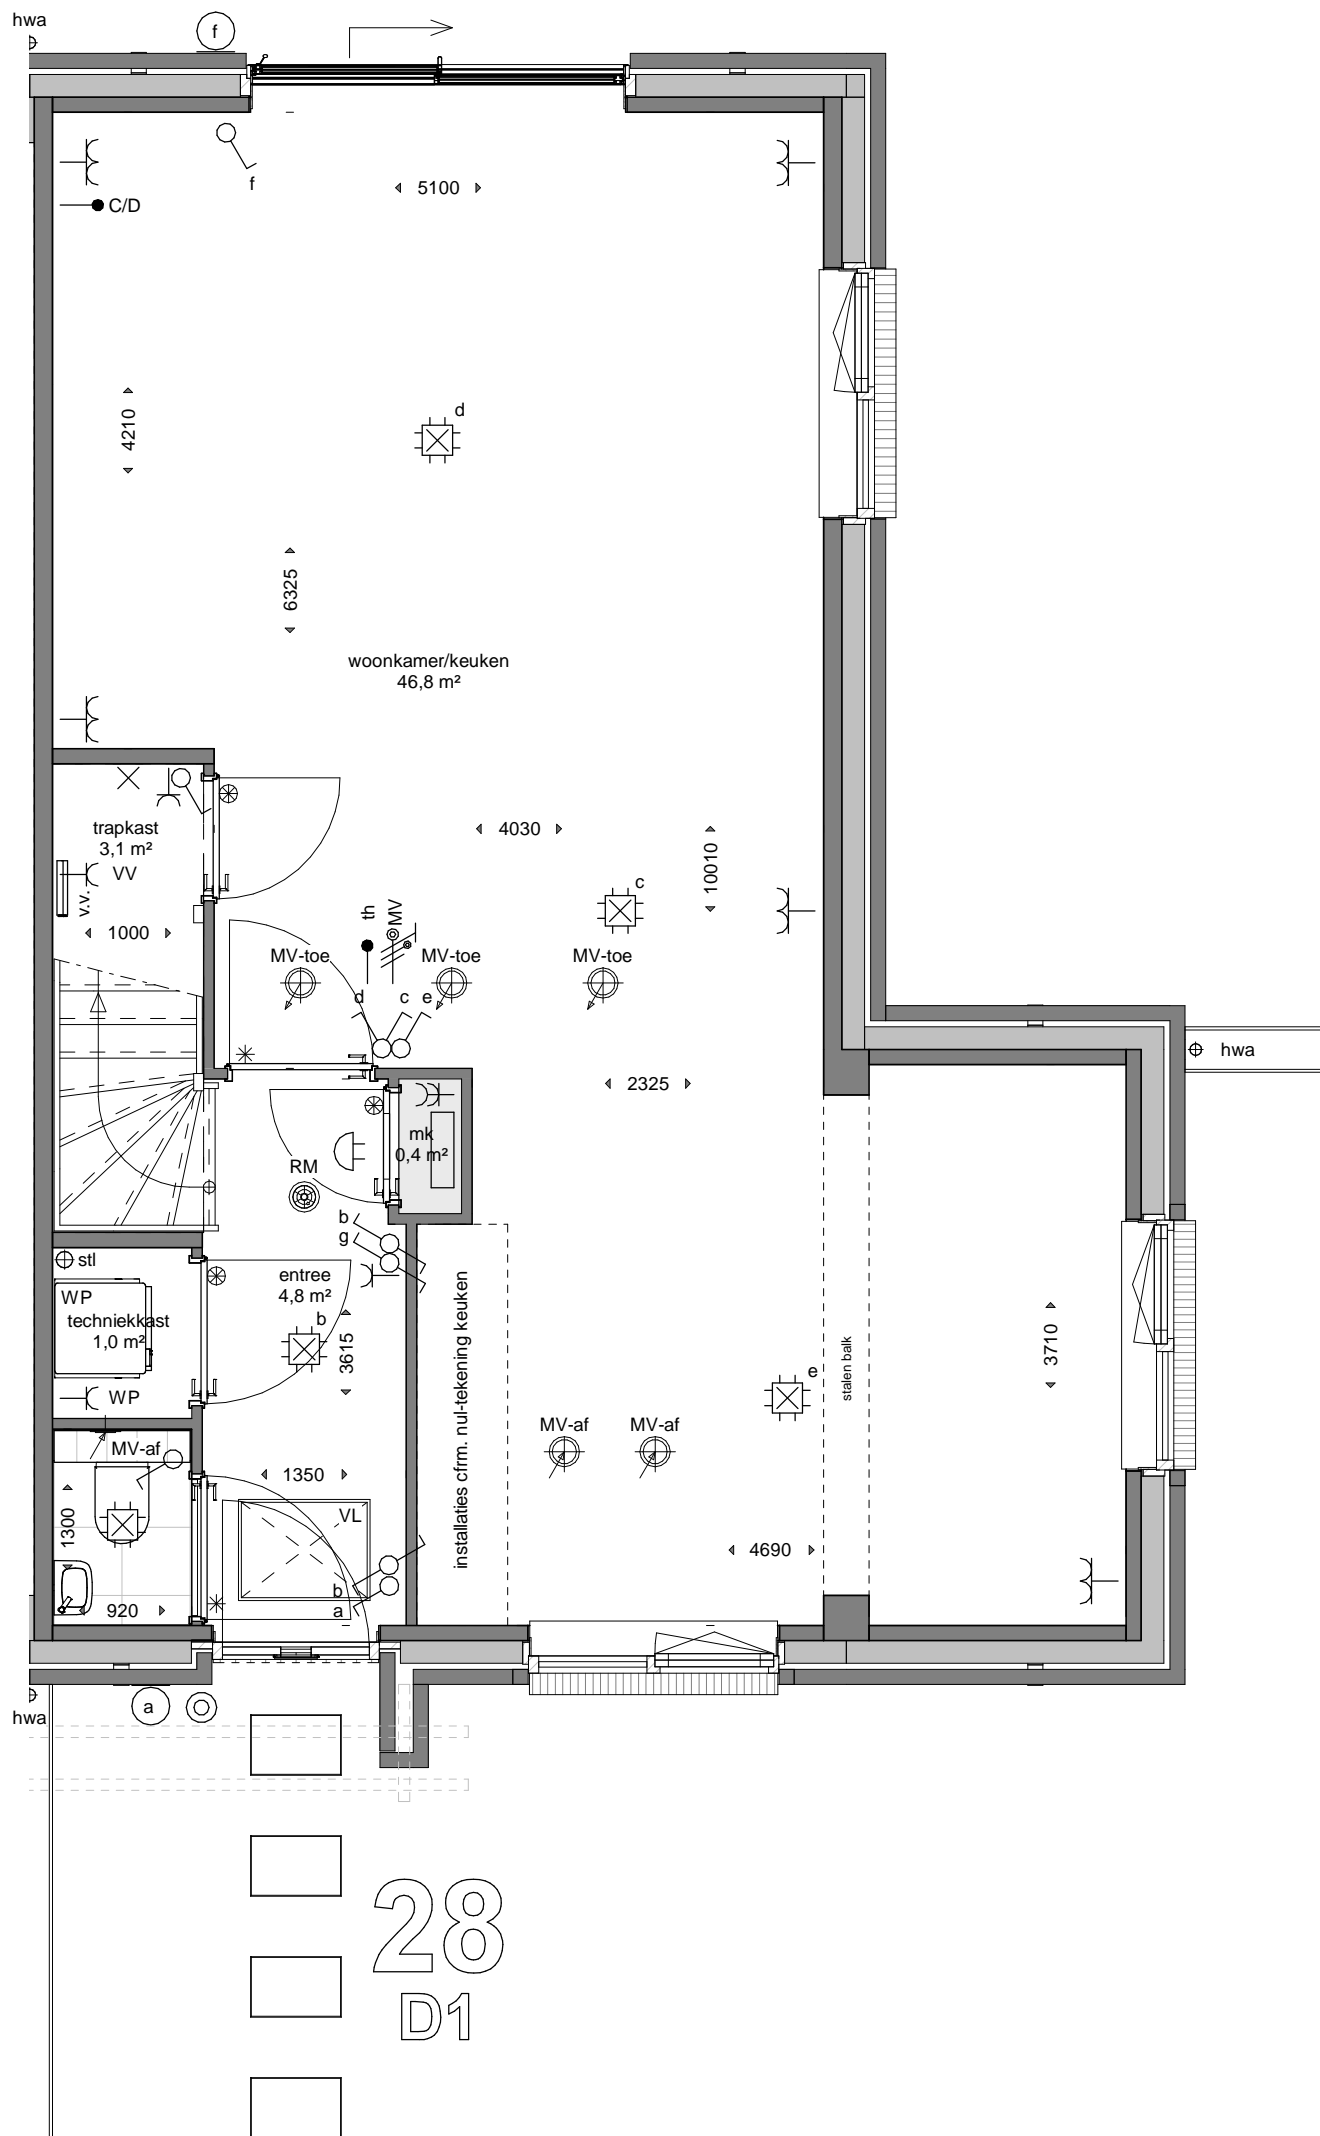 hwa
f
f
5100
C/D
4210
d
6325
woonkamer/keuken
46,8 m²
trapkast
3,1 m²
VV
v.v.
1000
4030
10010
c
th
MV
MV-toe
MV-toe
MV-toe
d
c
e
hwa
2325
mk
0,4 m²
RM
b
g
stl
entree
4,8 m²
WP
techniekkast
1,0 m²
b
3615
installaties cfrm. nul-tekening keuken
stalen balk
3710
e
WP
MV-af
MV-af
MV-af
1350
VL
1300
4690
b
a
920
hwa
a
28
D1